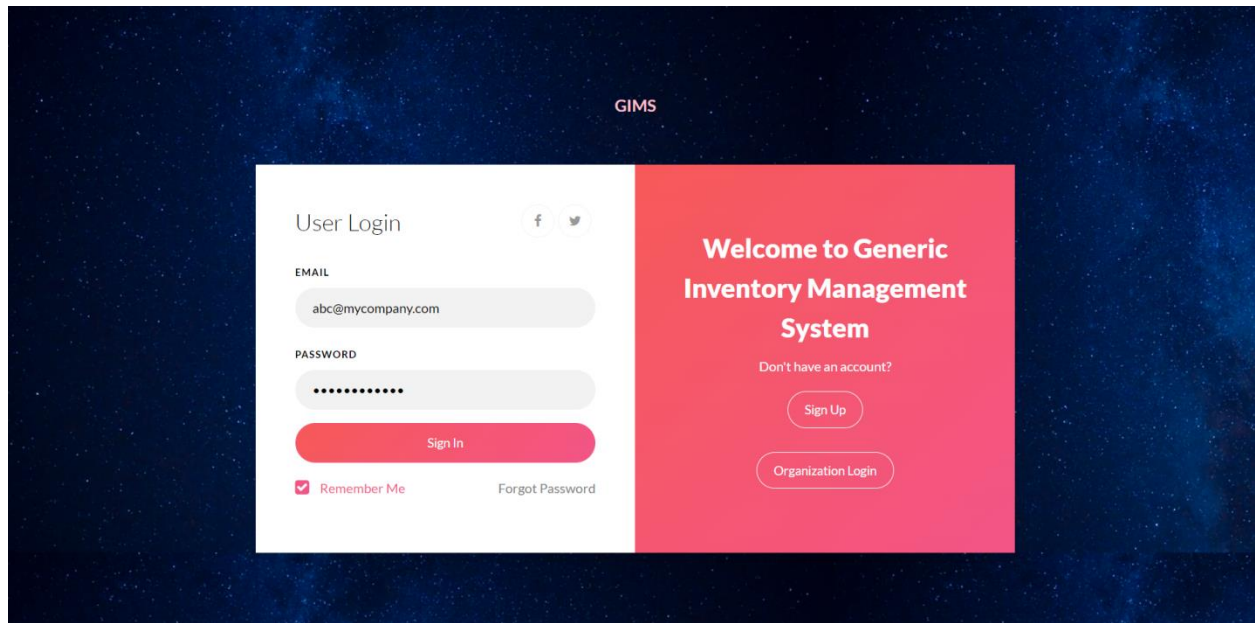 GIMS
User Login
EMAIL
abc@mycompany.com
PASSWORD
••••••••••••
Sign In
Remember Me
Forgot Password
Welcome to Generic
Inventory Management
System
Don't have an account?
Sign Up
Organization Login